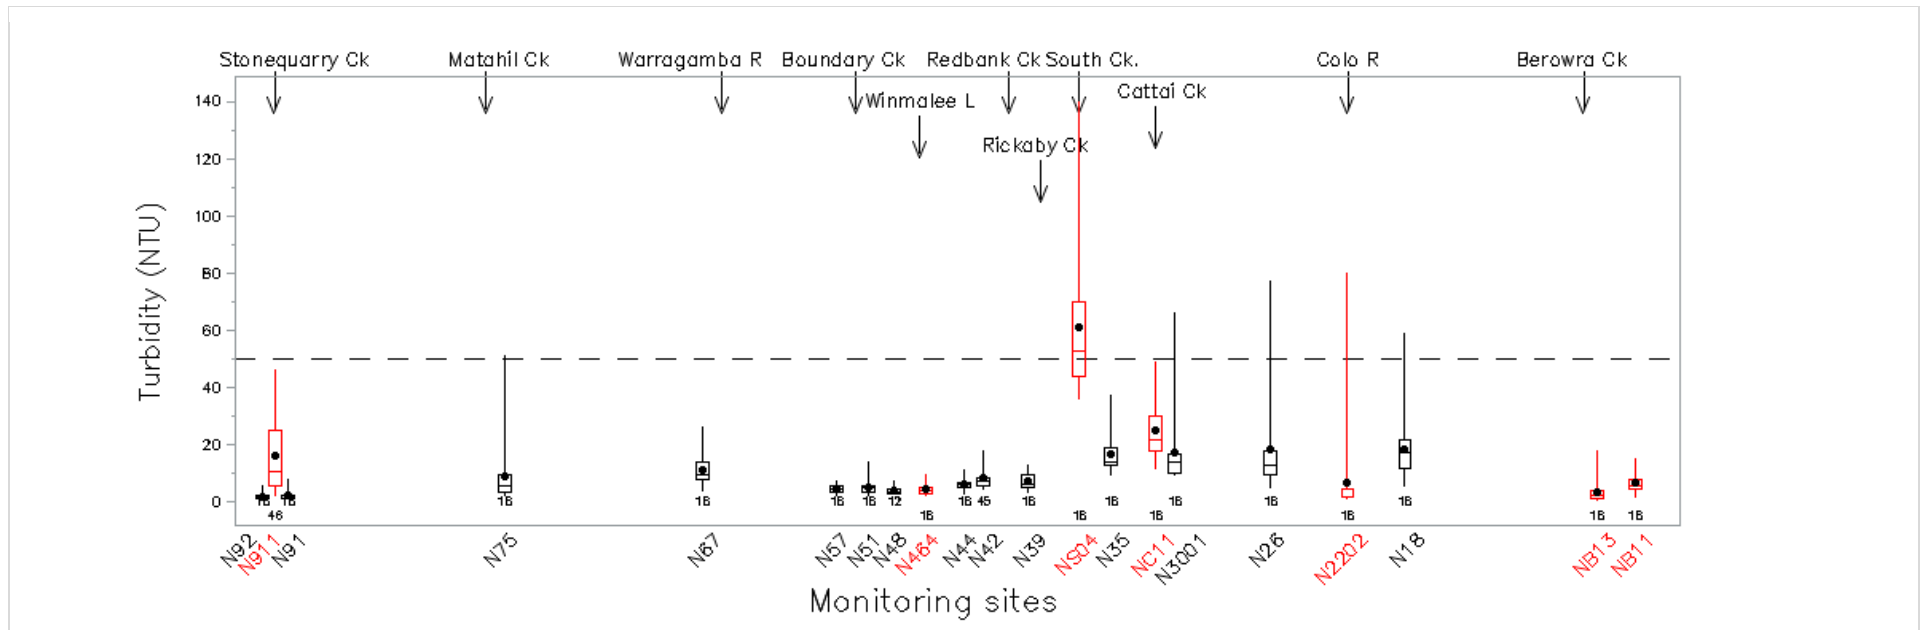 Stonequarry Ck Matahil Ck Warragamba R Boundary Ck Redbank Ck South Ck. Colo R Berowra Ck
Winmalee L Cattai Ck
Rickaby Ck
Turbidity (NTU)
140
120
100
80
60
40
20
0
18 18 18 18 18 18 12 18 45 18 18 18 18 18
46 18 18 18 18 18 18
N92 N911 N91 N75 N67 N57 N51 N48 N464 N44 N42 N39 NS04 N35 NC11 N3001 N26 N2202 N18 NB13 NB11
Monitoring sites